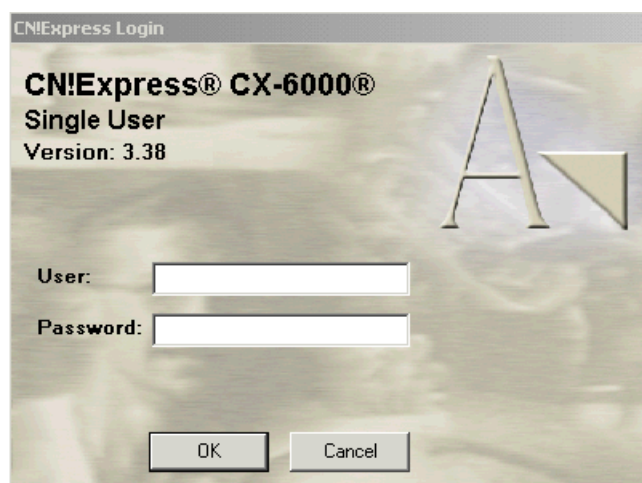 CN!Express Login
CN!Express® CX-6000®
Single User
Version: 3.38
User:
Password:
OK Cancel